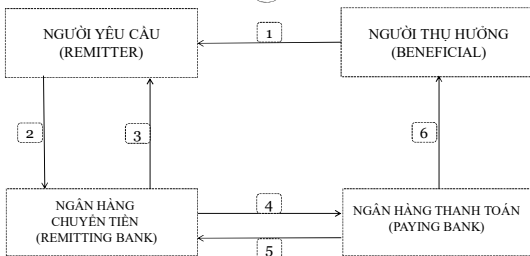 NGƯỜI YÊU CẦU
(REMITTER)
1
NGƯỜI THỤ HƯỞNG
(BENEFICIAL)
2
3
6
NGÂN HÀNG
CHUYỂN TIỀN
(REMITTING BANK)
4
5
NGÂN HÀNG THANH TOÁN
(PAYING BANK)